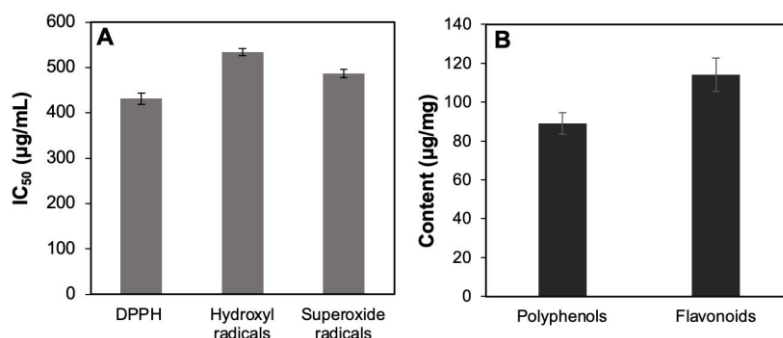 A
IC₅₀ (µg/mL)
600
500
400
300
200
100
0
DPPH
Hydroxyl
radicals
Superoxide
radicals
B
Content (µg/mg)
140
120
100
80
60
40
20
0
Polyphenols
Flavonoids